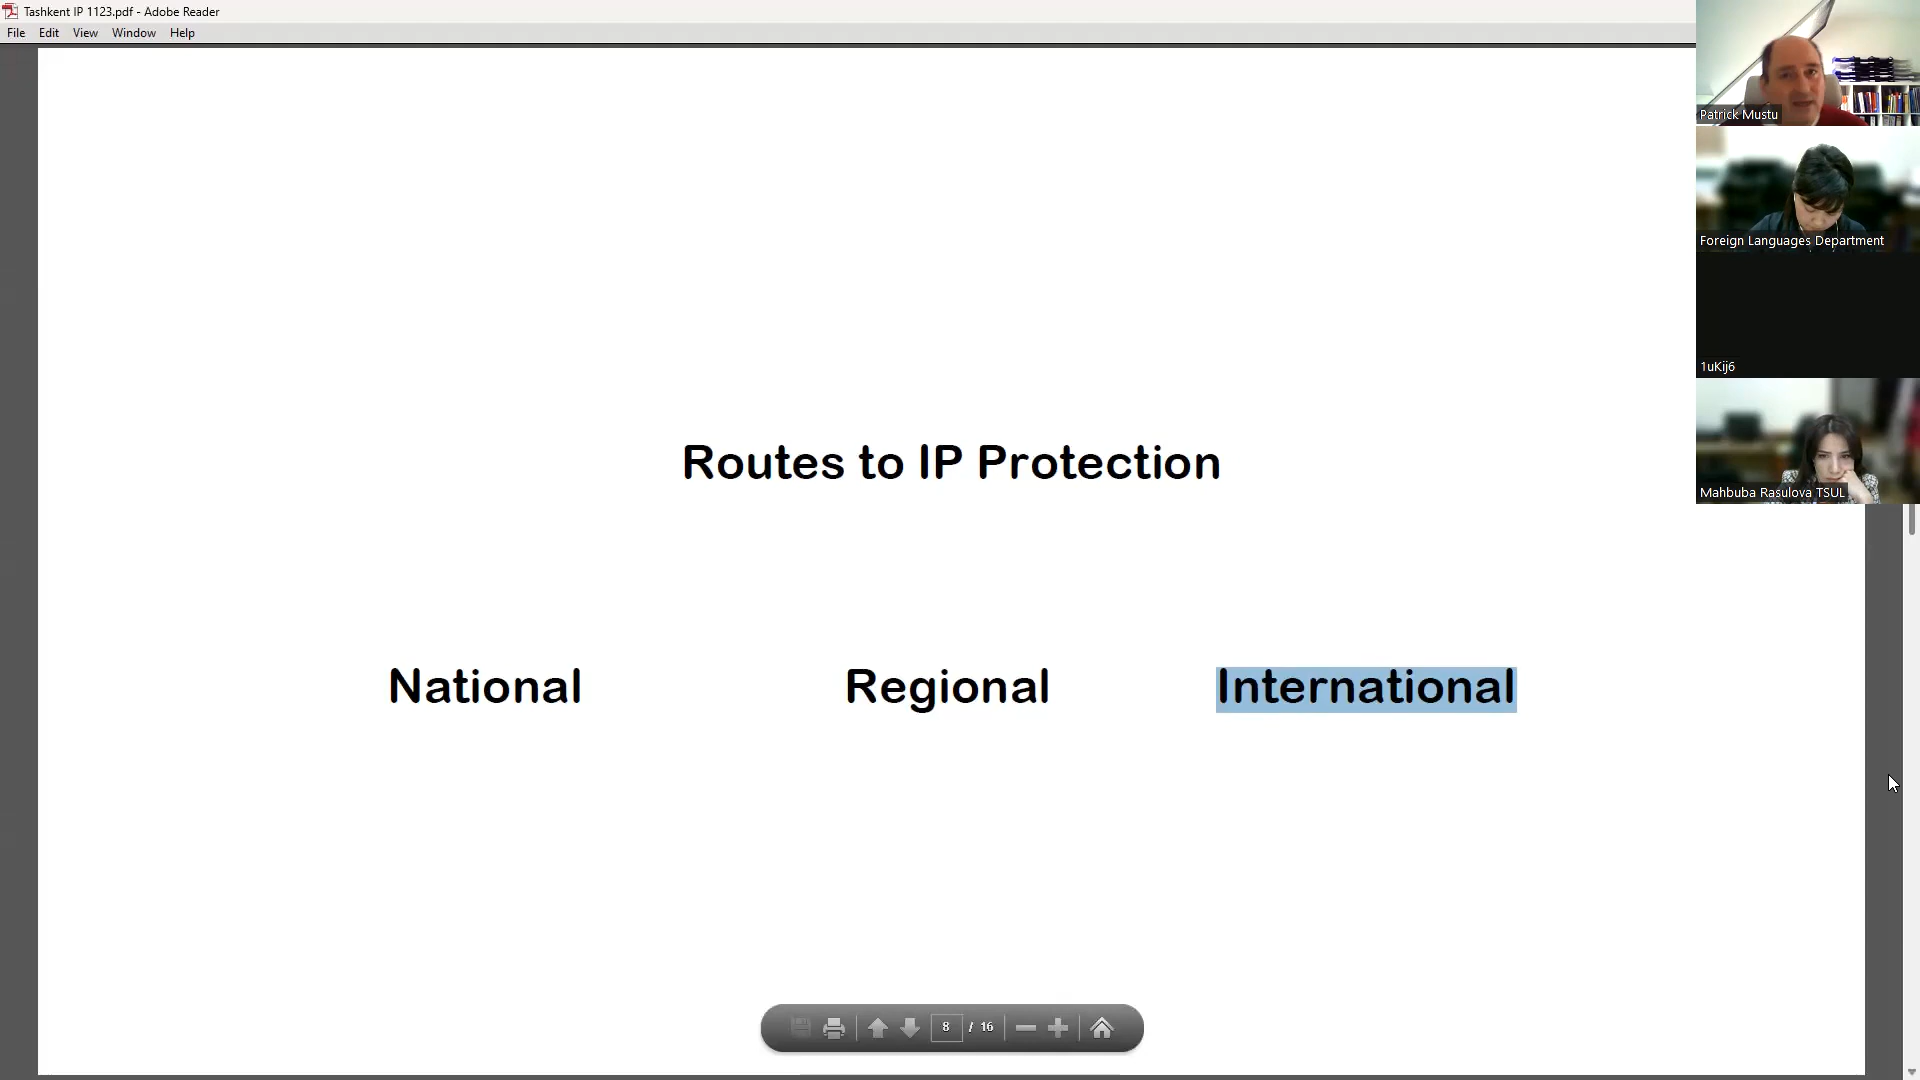 Tashkent IP 1123.pdf - Adobe Reader
File Edit View Window Help
Patrick Mustu
Foreign Languages Department
1uKij6
Mahbuba Rasulova TSUL
Routes to IP Protection
National Regional International
8 / 16